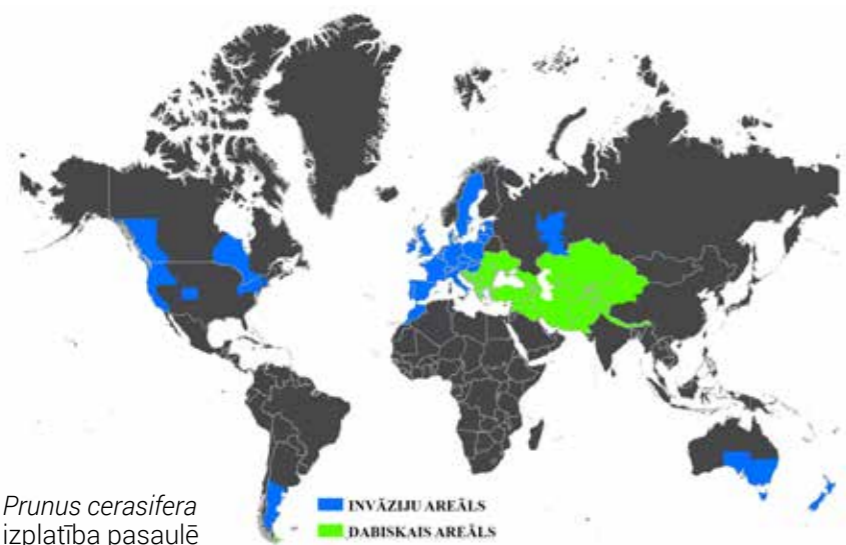 Prunus cerasifera
izplatība pasaulē
INVĀZIJU AREĀLS
DABISKAIS AREĀLS